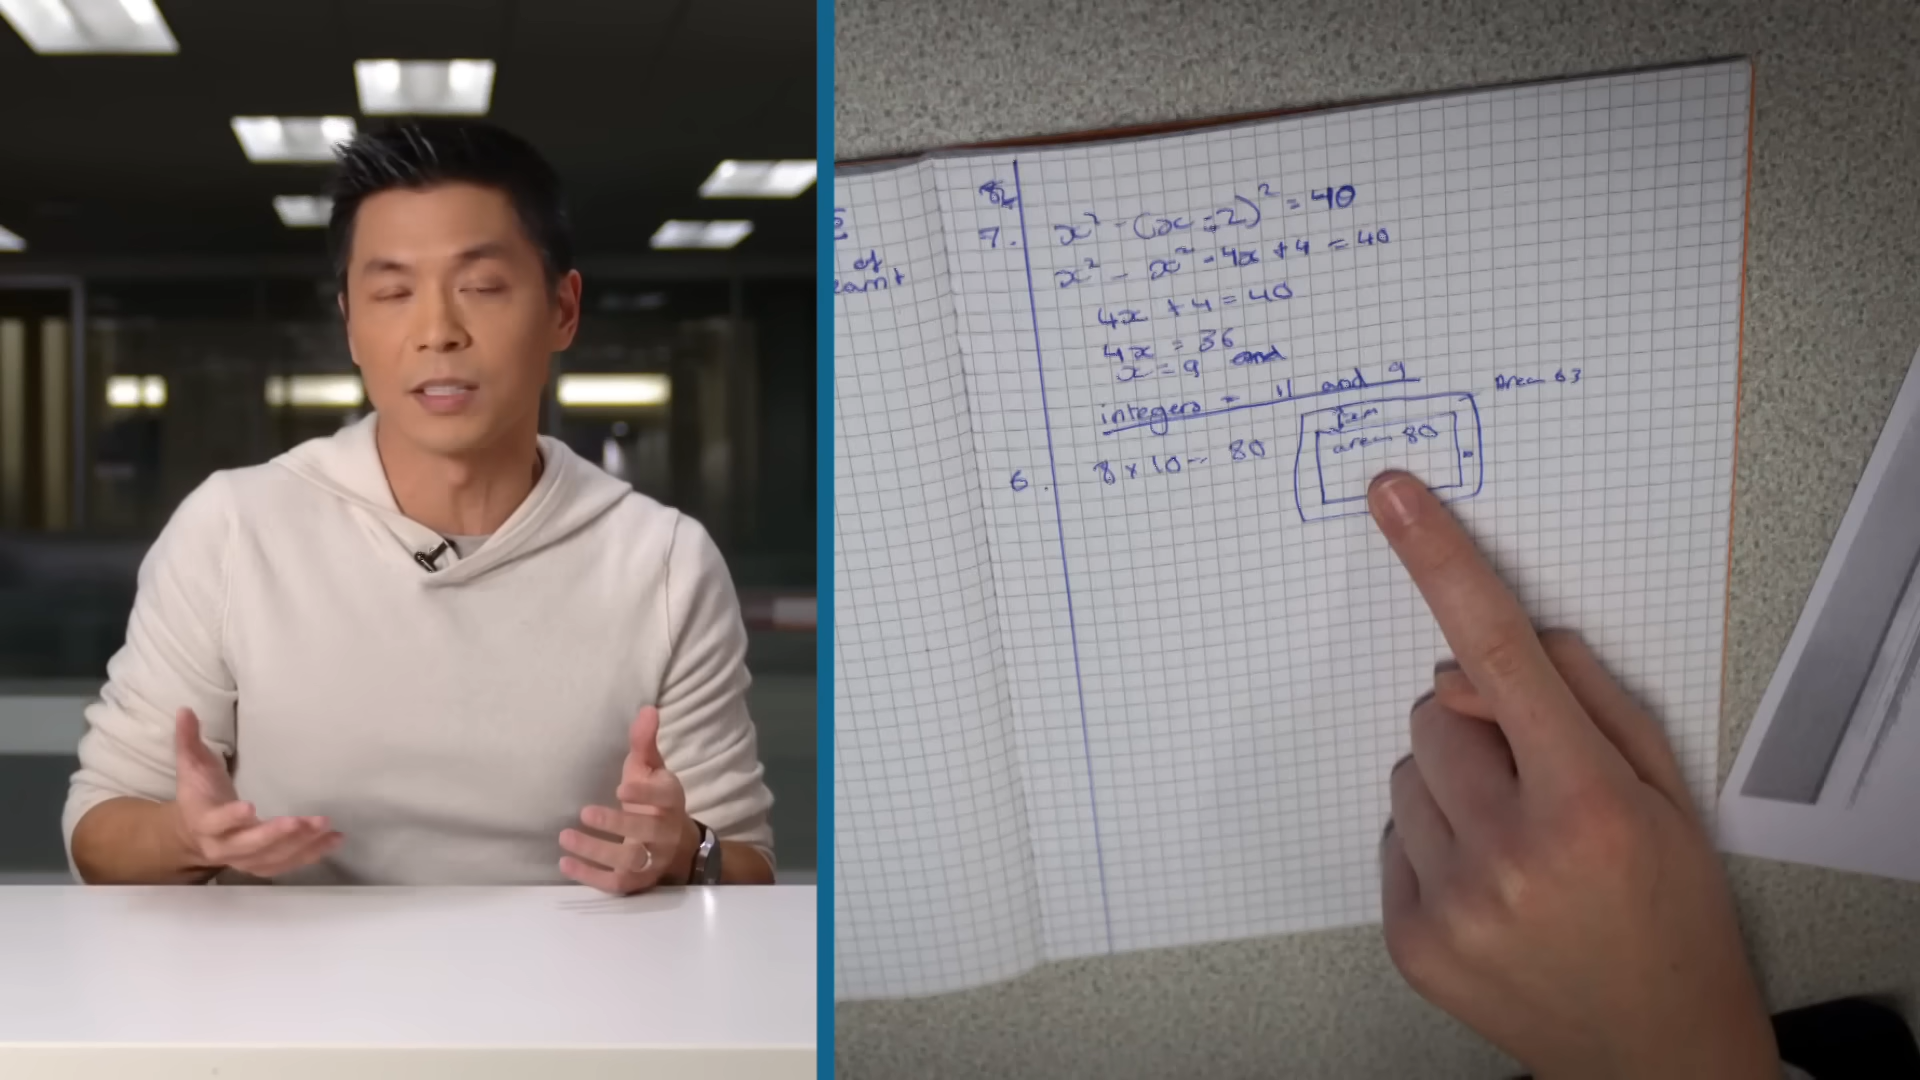 of
7.
x² - (x - 2)² = 40
x² - x² - 4x + 4 = 40
4x + 4 = 40
4x = 36
x = 9 and
integers = 11 and 9
Area 63
6. 8 x 10 = 80
area 80